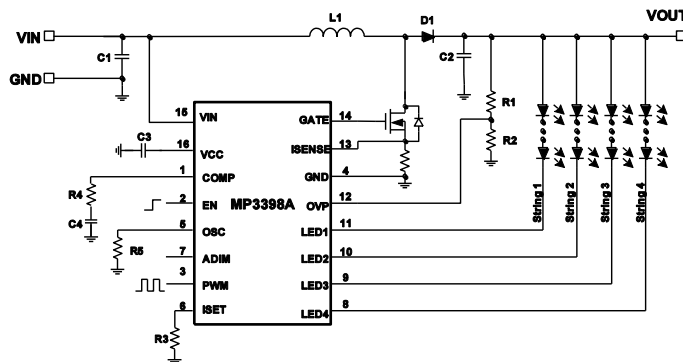 L1
D1
VOUT
VIN
C1
C2
GND
R1
R2
15
VIN
GATE
14
C3
16
VCC
ISENSE
13
1
COMP
GND
4
R4
MP3398A
2
EN
OVP
12
C4
5
OSC
LED1
11
R5
7
ADIM
LED2
10
3
PWM
LED3
9
6
ISET
LED4
8
R3
String 1
String 2
String 3
String 4